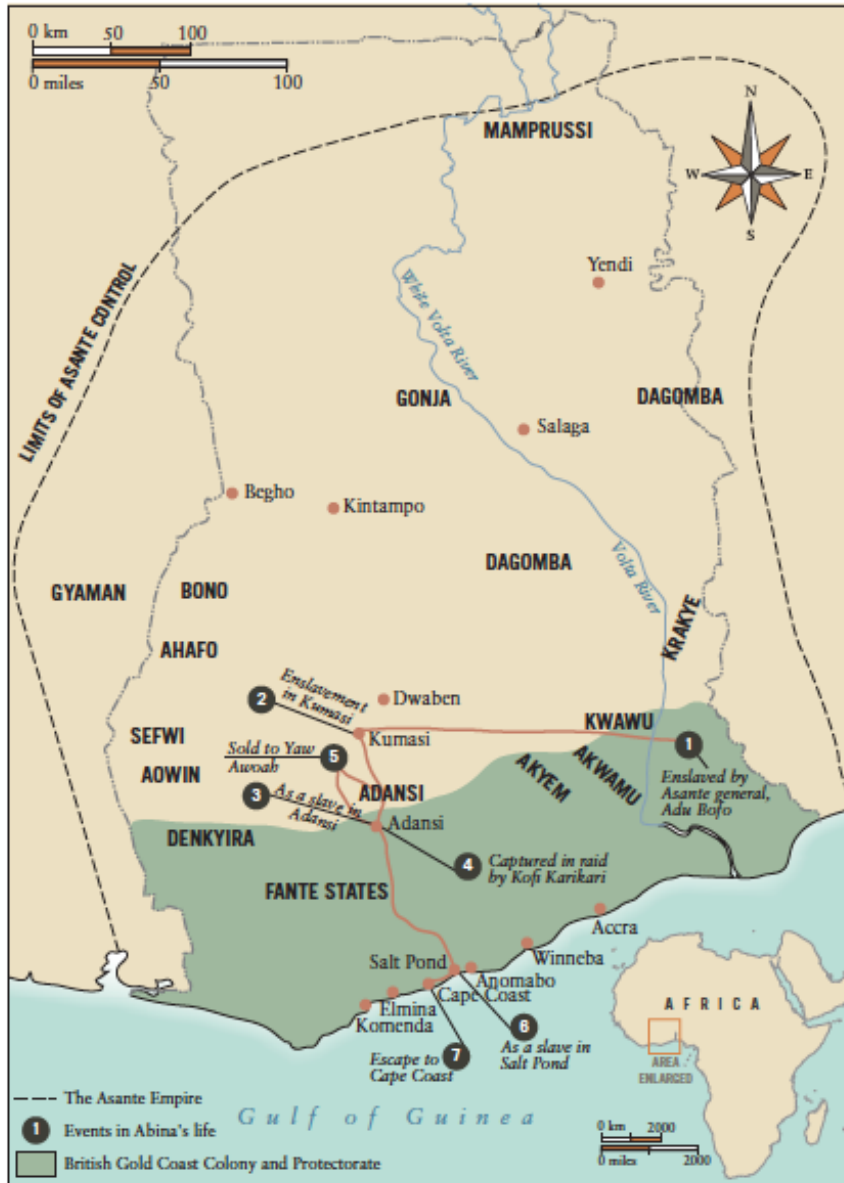 0 km 50 100
0 miles 50 100
MAMPRUSSI
N
W E
S
Yendi
White Volta River
LIMITS OF ASANTE CONTROL
GONJA
DAGOMBA
Salaga
Begho
Kintampo
DAGOMBA
Volta River
GYAMAN
BONO
KRAKYE
AHAFO
2
Enslavement
in Kumasi
Dwaben
SEFWI
Kumasi
KWAWU
1
Enslaved by
Asante general,
Adu Bofo
Sold to Yaw
Awoah
5
AOWIN
AKYEM
AKWAMU
3
As a slave in
Adansi
ADANSI
Adansi
DENKYIRA
4
Captured in raid
by Kofi Karikari
FANTE STATES
Accra
Winneba
Salt Pond
Anomabo
Cape Coast
Elmina
Komenda
6
As a slave in
Salt Pond
7
Escape to
Cape Coast
AFRICA
AREA
ENLARGED
0 km 2000
0 miles 2000
The Asante Empire
1 Events in Abina's life
British Gold Coast Colony and Protectorate
Gulf of Guinea